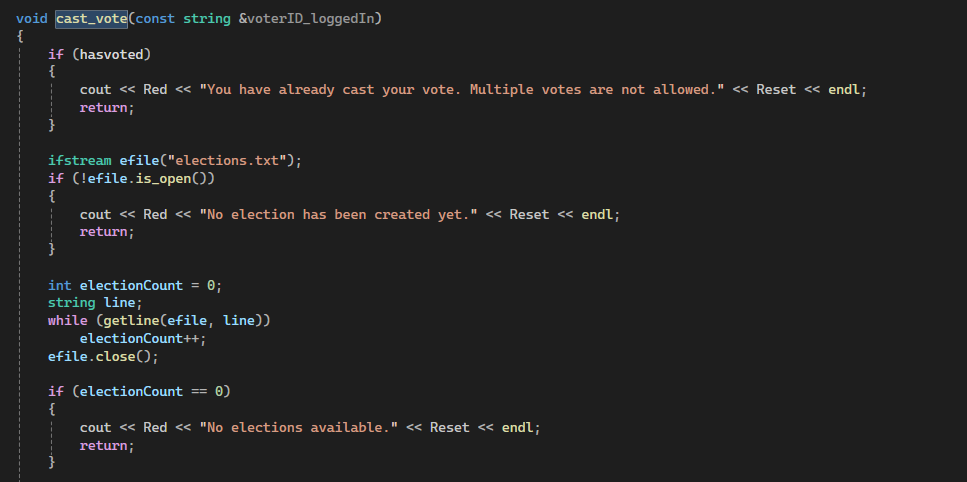 void cast_vote(const string &voterID_loggedIn)
{
    if (hasvoted)
    {
        cout << Red << "You have already cast your vote. Multiple votes are not allowed." << Reset << endl;
        return;
    }

    ifstream efile("elections.txt");
    if (!efile.is_open())
    {
        cout << Red << "No election has been created yet." << Reset << endl;
        return;
    }

    int electionCount = 0;
    string line;
    while (getline(efile, line))
        electionCount++;
    efile.close();

    if (electionCount == 0)
    {
        cout << Red << "No elections available." << Reset << endl;
        return;
    }